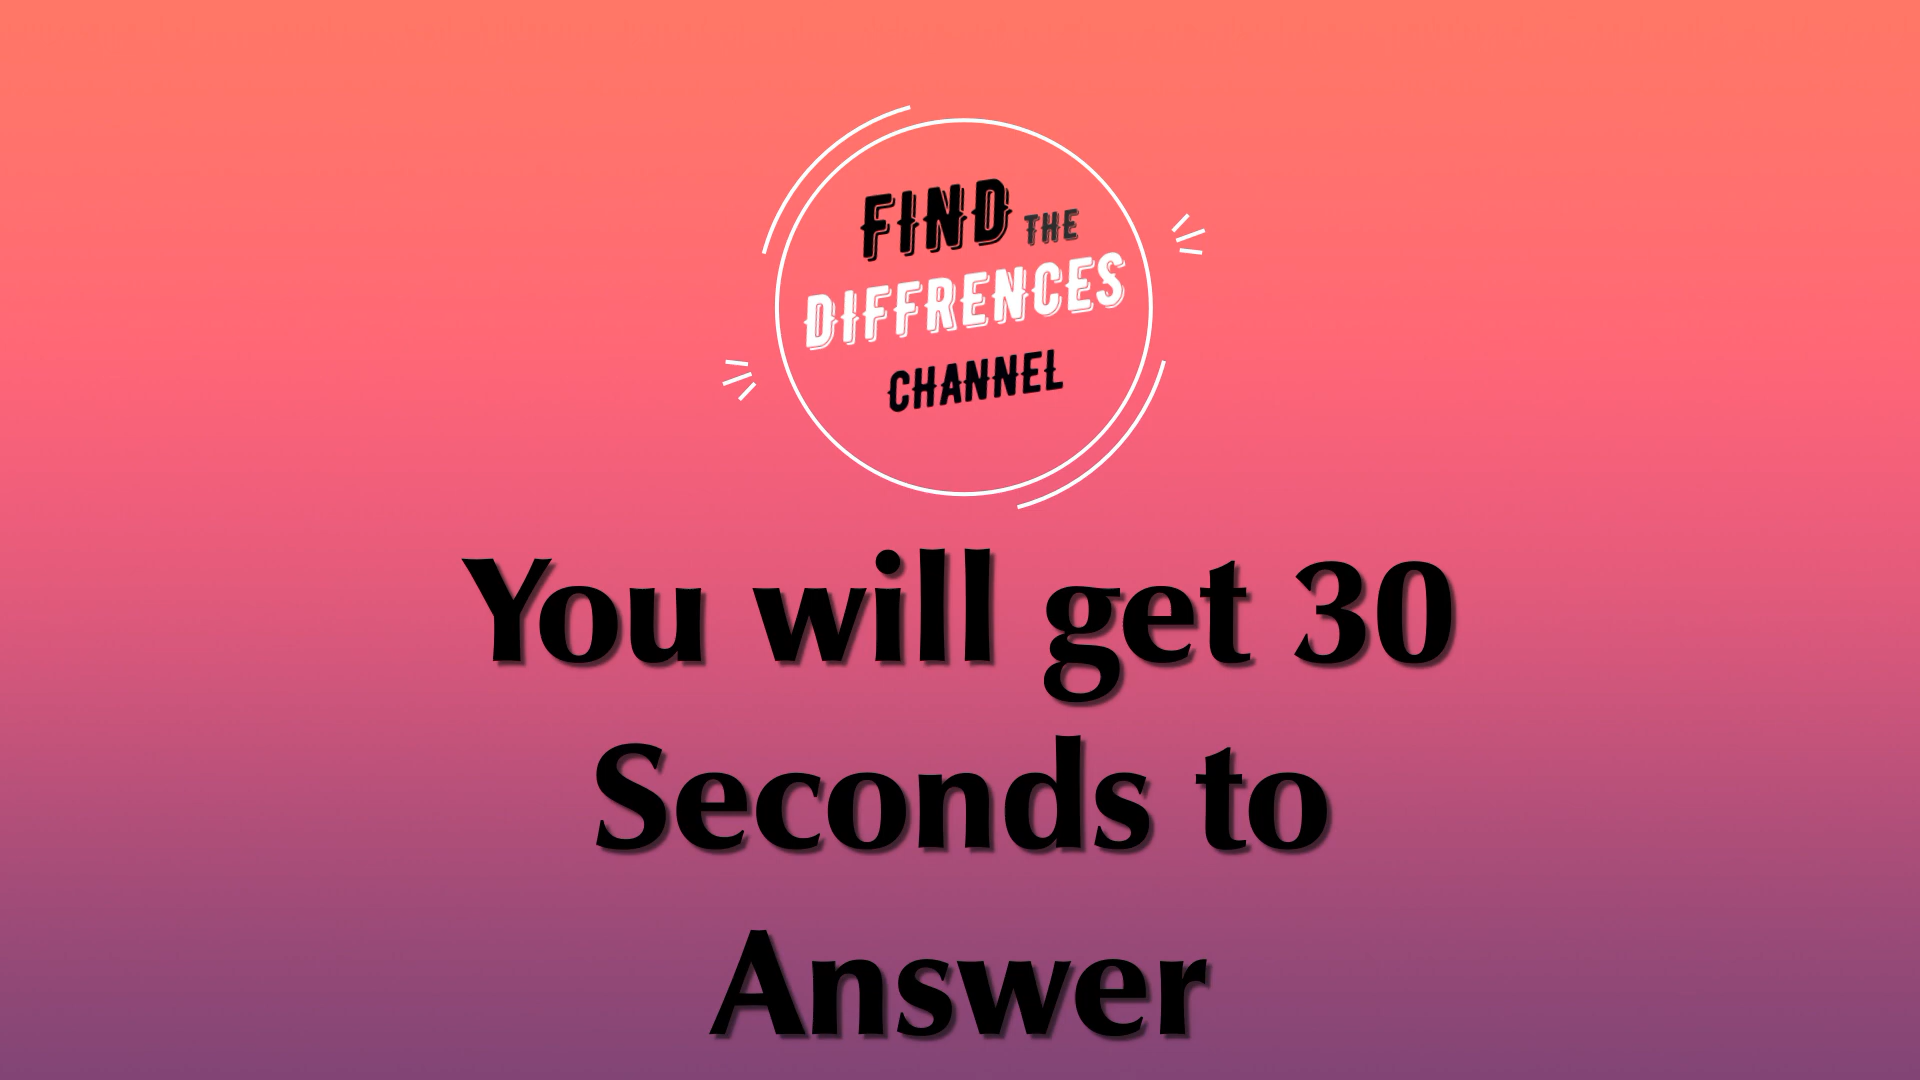 FIND THE
DIFFRENCES
CHANNEL
You will get 30
Seconds to
Answer